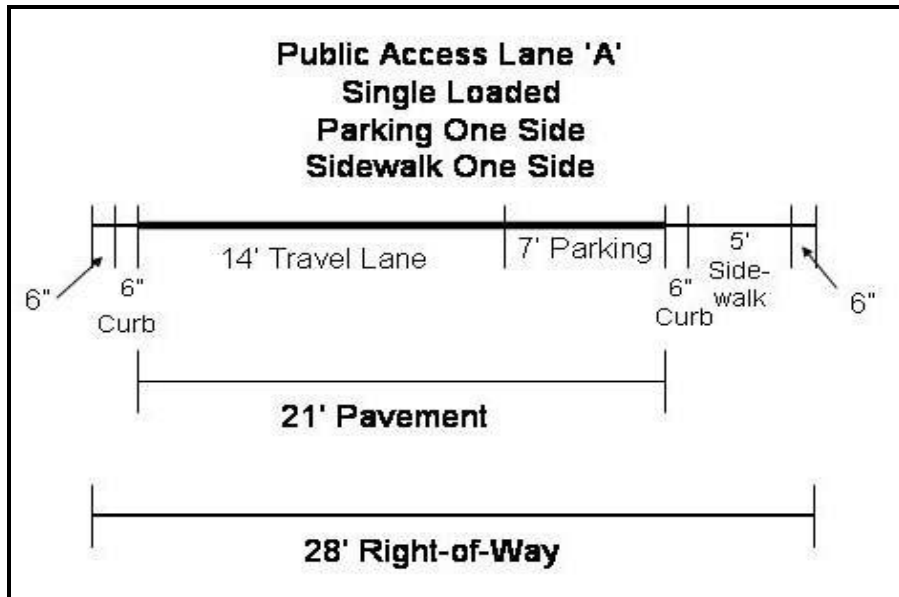 Public Access Lane 'A'
Single Loaded
Parking One Side
Sidewalk One Side
14' Travel Lane
7' Parking
5'
Side-
walk
6"
6"
Curb
6"
Curb
6"
21' Pavement
28' Right-of-Way